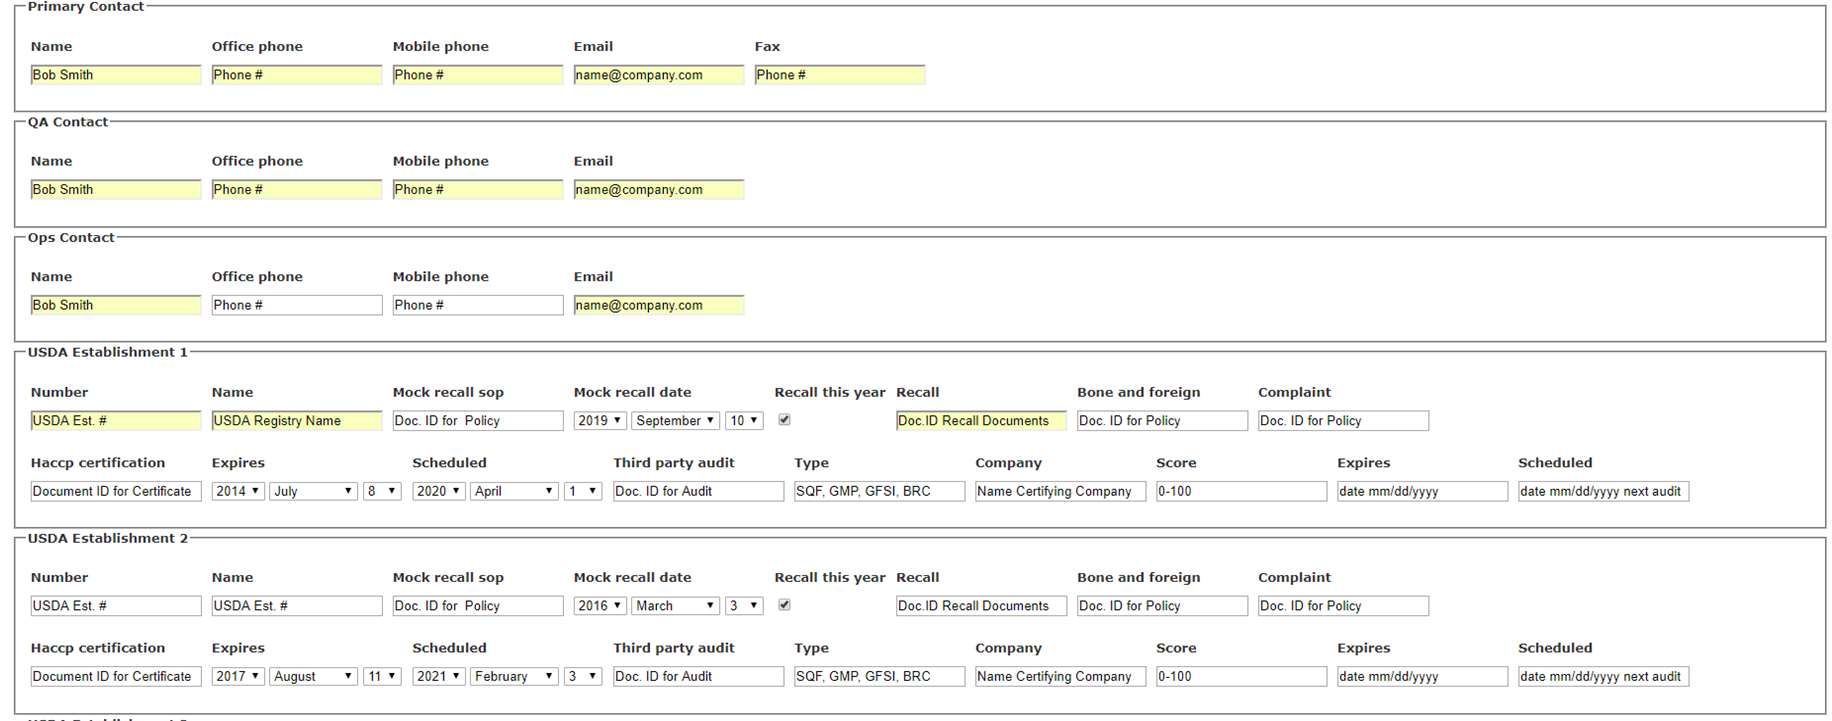 Primary Contact
Name Office phone Mobile phone Email Fax
Bob Smith Phone # Phone # name@company.com Phone #
QA Contact
Name Office phone Mobile phone Email
Bob Smith Phone # Phone # name@company.com
Ops Contact
Name Office phone Mobile phone Email
Bob Smith Phone # Phone # name@company.com
USDA Establishment 1
Number Name Mock recall sop Mock recall date Recall this year Recall Bone and foreign Complaint
USDA Est. # USDA Registry Name Doc. ID for Policy 2019 September 10 Doc.ID Recall Documents Doc. ID for Policy Doc. ID for Policy
Haccp certification Expires Scheduled Third party audit Type Company Score Expires Scheduled
Document ID for Certificate 2014 July 8 2020 April 1 Doc. ID for Audit SQF, GMP, GFSI, BRC Name Certifying Company 0-100 date mm/dd/yyyy date mm/dd/yyyy next audit
USDA Establishment 2
Number Name Mock recall sop Mock recall date Recall this year Recall Bone and foreign Complaint
USDA Est. # USDA Est. # Doc. ID for Policy 2016 March 3 Doc.ID Recall Documents Doc. ID for Policy Doc. ID for Policy
Haccp certification Expires Scheduled Third party audit Type Company Score Expires Scheduled
Document ID for Certificate 2017 August 11 2021 February 3 Doc. ID for Audit SQF, GMP, GFSI, BRC Name Certifying Company 0-100 date mm/dd/yyyy date mm/dd/yyyy next audit